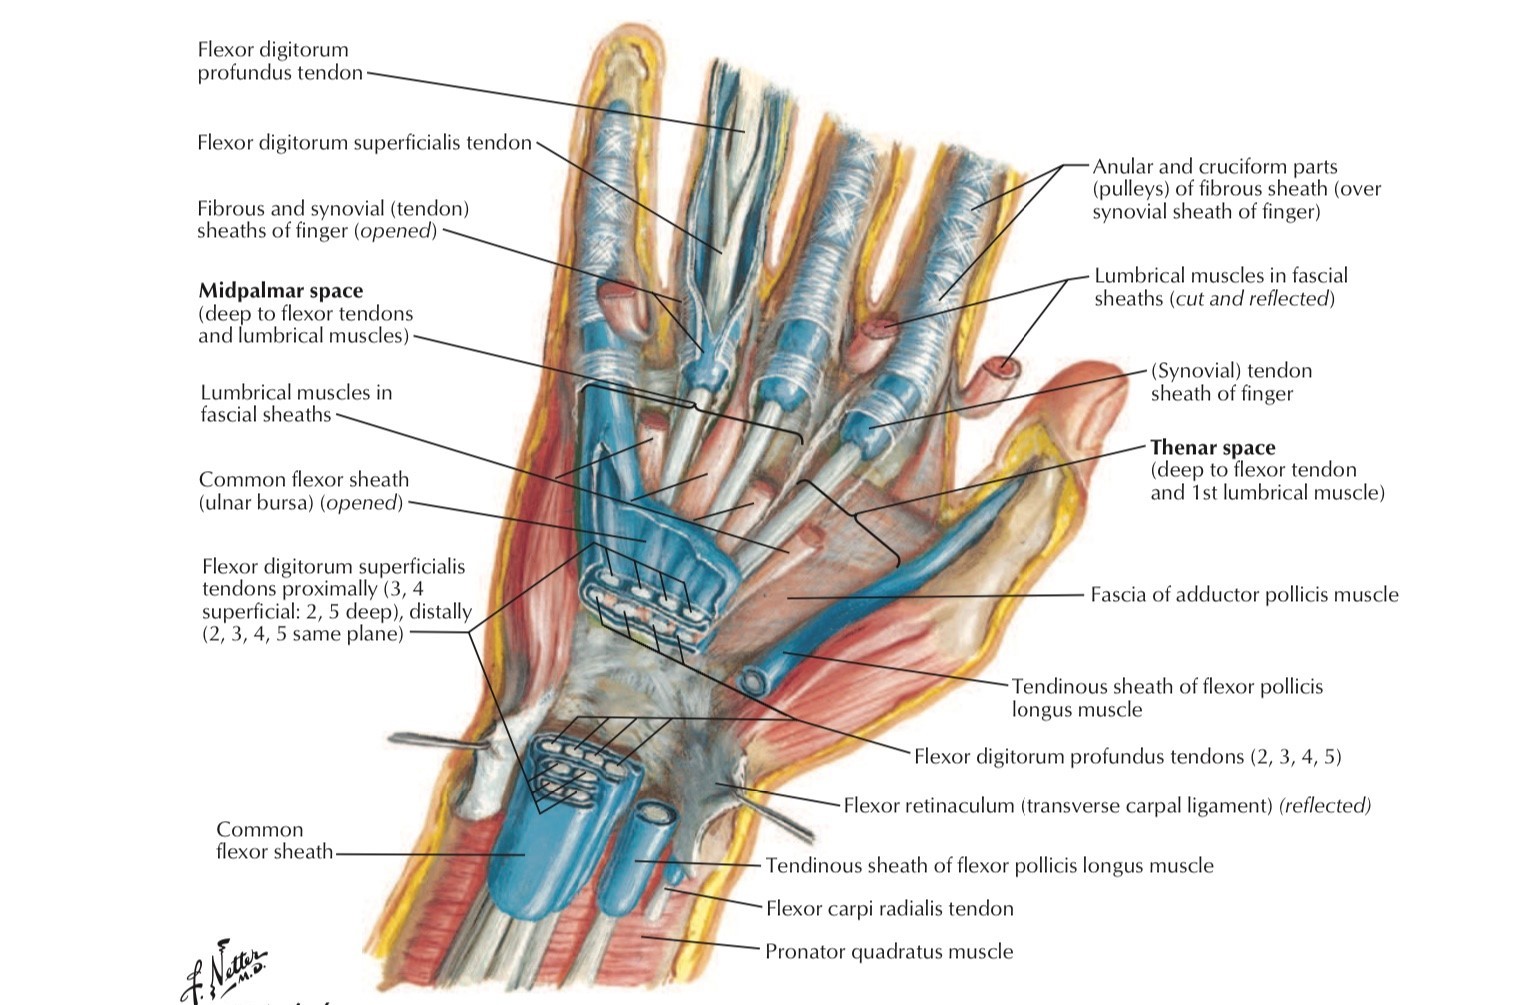 Flexor digitorum
profundus tendon
Flexor digitorum superficialis tendon
Fibrous and synovial (tendon)
sheaths of finger (opened)
Midpalmar space
(deep to flexor tendons
and lumbrical muscles)
Lumbrical muscles in
fascial sheaths
Common flexor sheath
(ulnar bursa) (opened)
Flexor digitorum superficialis
tendons proximally (3, 4
superficial: 2, 5 deep), distally
(2, 3, 4, 5 same plane)
Common
flexor sheath
Anular and cruciform parts
(pulleys) of fibrous sheath (over
synovial sheath of finger)
Lumbrical muscles in fascial
sheaths (cut and reflected)
(Synovial) tendon
sheath of finger
Thenar space
(deep to flexor tendon
and 1st lumbrical muscle)
Fascia of adductor pollicis muscle
Tendinous sheath of flexor pollicis
longus muscle
Flexor digitorum profundus tendons (2, 3, 4, 5)
Flexor retinaculum (transverse carpal ligament) (reflected)
Tendinous sheath of flexor pollicis longus muscle
Flexor carpi radialis tendon
Pronator quadratus muscle
F. Netter
M.D.